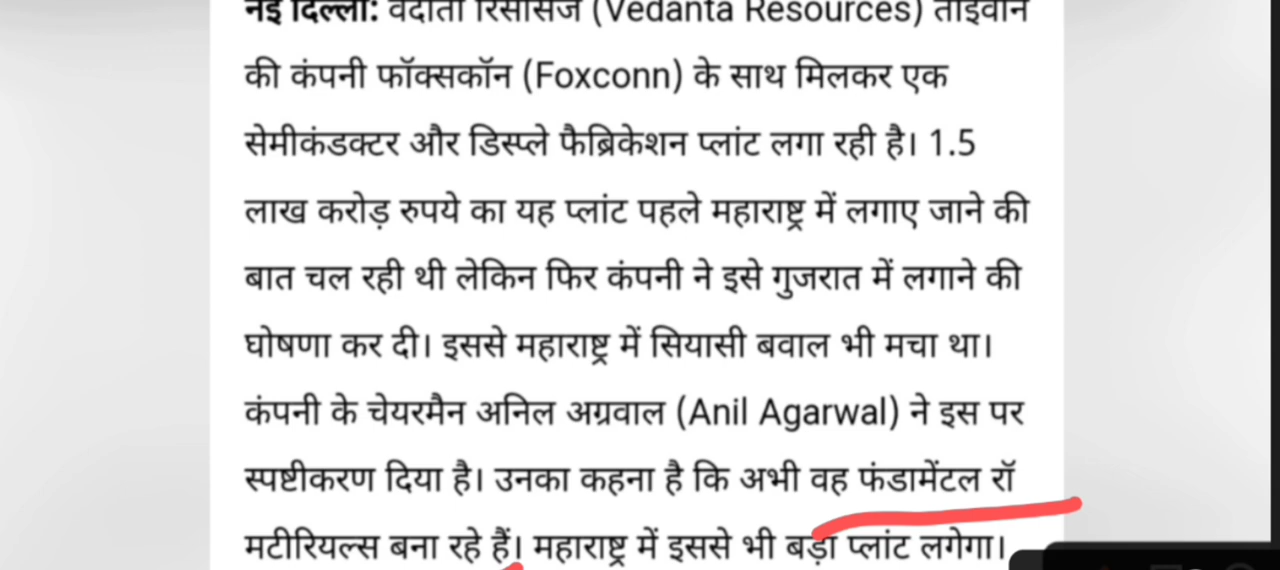 नई दिल्ली: वेदांता रिसोर्सेज (Vedanta Resources) ताइवान
की कंपनी फॉक्सकॉन (Foxconn) के साथ मिलकर एक
सेमीकंडक्टर और डिस्प्ले फैब्रिकेशन प्लांट लगा रही है। 1.5
लाख करोड़ रुपये का यह प्लांट पहले महाराष्ट्र में लगाए जाने की
बात चल रही थी लेकिन फिर कंपनी ने इसे गुजरात में लगाने की
घोषणा कर दी। इससे महाराष्ट्र में सियासी बवाल भी मचा था।
कंपनी के चेयरमैन अनिल अग्रवाल (Anil Agarwal) ने इस पर
स्पष्टीकरण दिया है। उनका कहना है कि अभी वह फंडामेंटल रॉ
मटीरियल्स बना रहे हैं। महाराष्ट्र में इससे भी बड़ा प्लांट लगेगा।